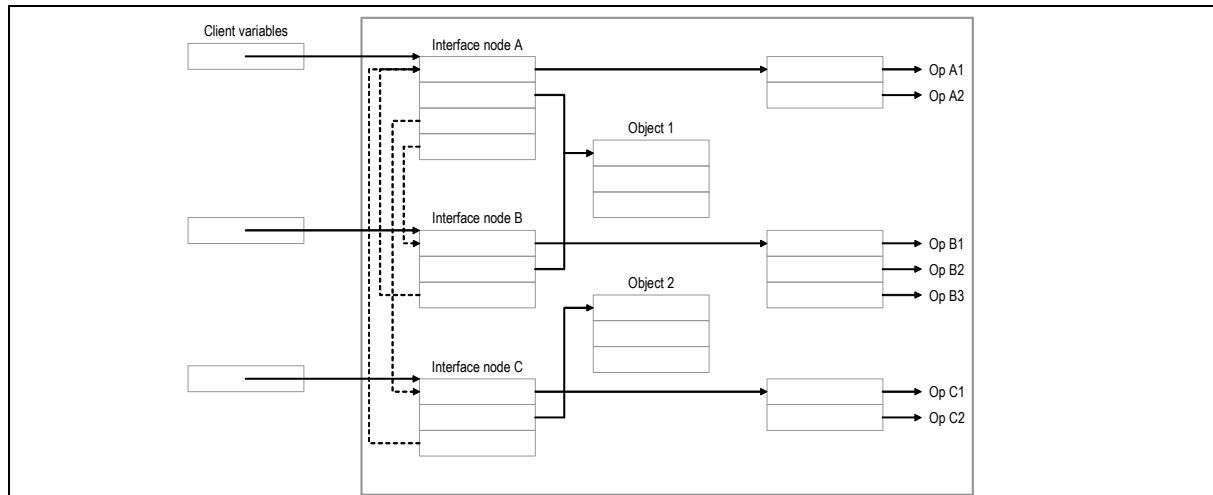 Client variables
Interface node A
Op A1
Op A2
Object 1
Interface node B
Op B1
Op B2
Object 2
Op B3
Interface node C
Op C1
Op C2